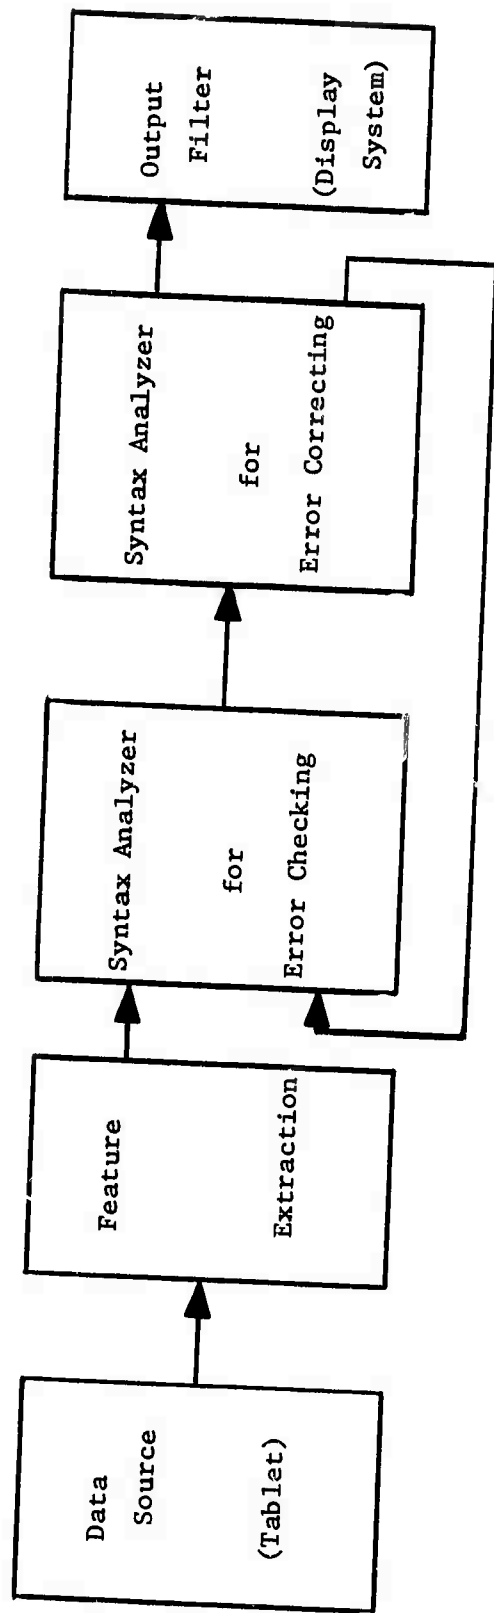 Data
Source
(Tablet)
Feature
Extraction
Syntax Analyzer
for
Error Checking
Syntax Analyzer
for
Error Correcting
Output
Filter
(Display
System)